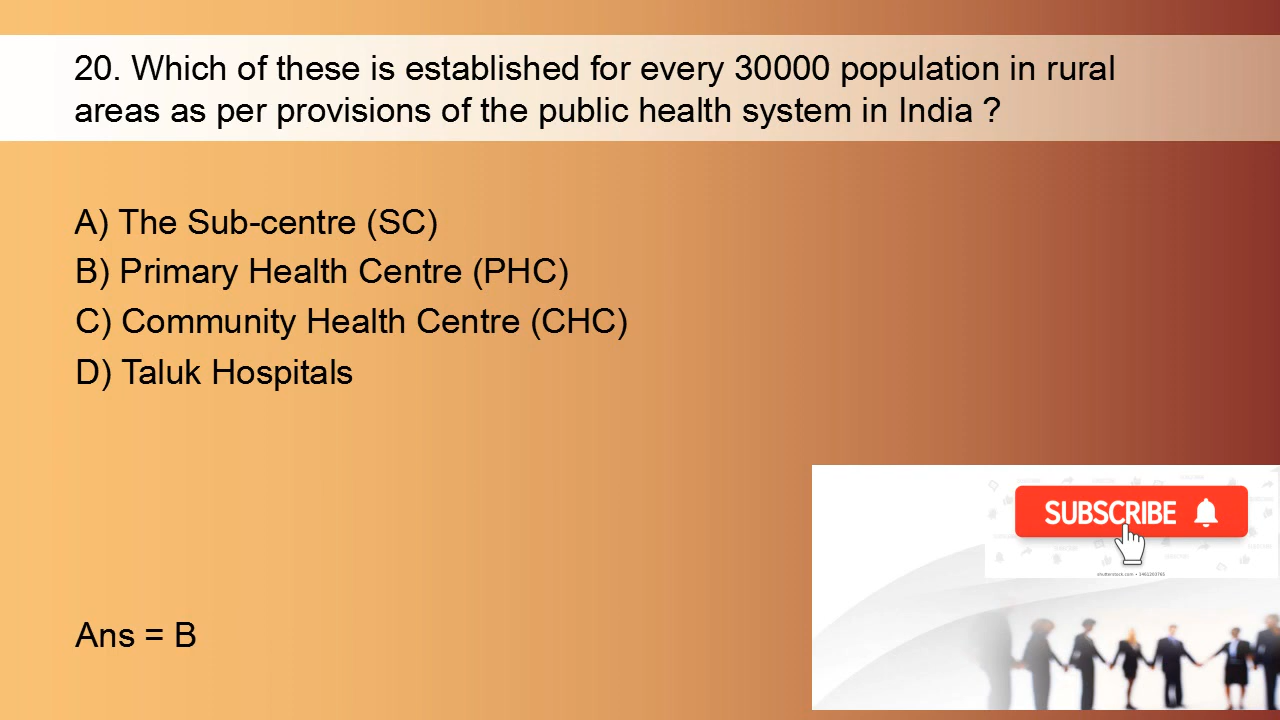 20. Which of these is established for every 30000 population in rural
areas as per provisions of the public health system in India ?
A) The Sub-centre (SC)
B) Primary Health Centre (PHC)
C) Community Health Centre (CHC)
D) Taluk Hospitals
SUBSCRIBE
Ans = B